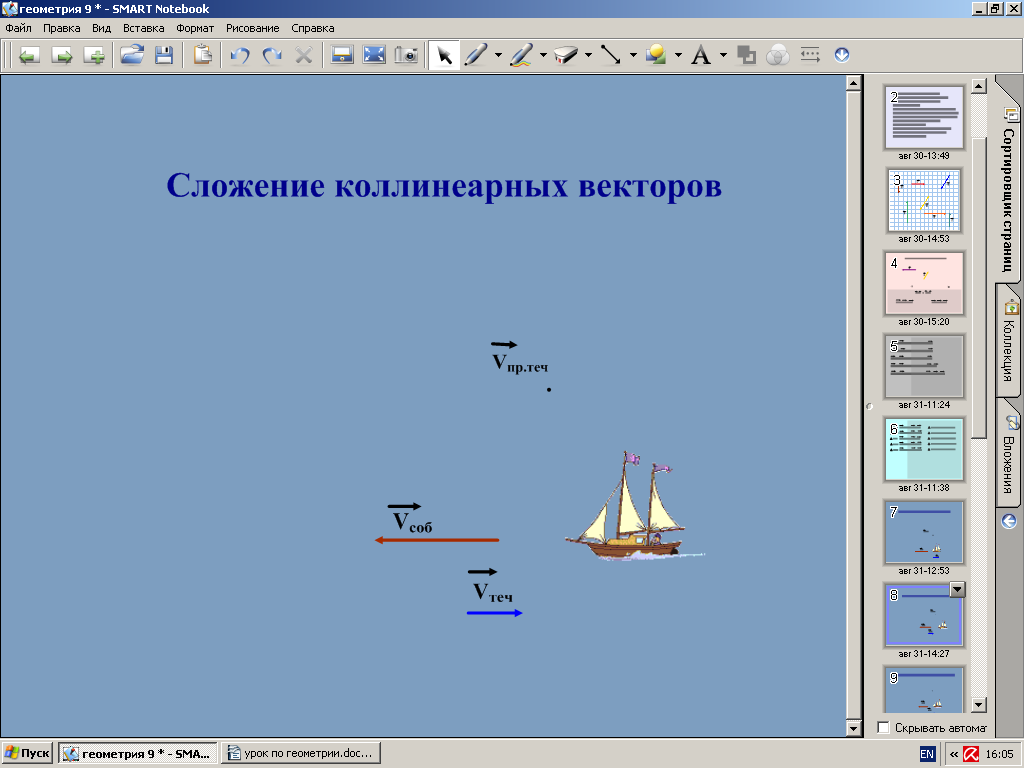 геометрия 9 * - SMART Notebook
Файл Правка Вид Вставка Формат Рисование Справка
Сложение коллинеарных векторов
Vпр.теч
Vсоб
Vтеч
2
авг 30-13:49
3
авг 30-14:53
4
авг 30-15:20
5
авг 31-11:24
6
авг 31-11:38
7
авг 31-12:53
8
авг 31-14:27
9
Скрывать автомат
Сортировщик страниц
Коллекция
Вложения
Пуск
геометрия 9 * - SMA...
урок по геометрии.doc...
EN
«
16:05